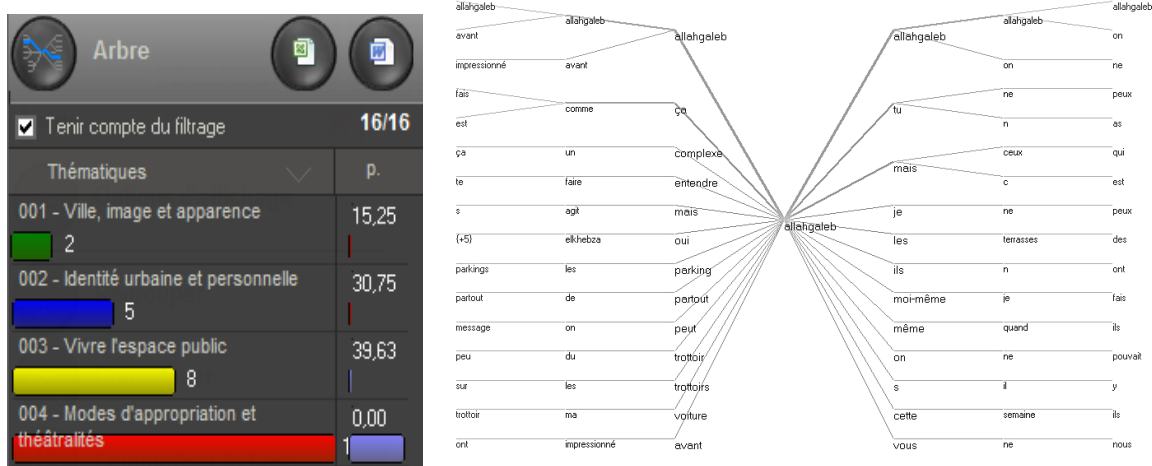 Arbre
Tenir compte du filtrage 16/16
Thématiques p.
001 - Ville, image et apparence 15,25
2
002 - Identité urbaine et personnelle 30,75
5
003 - Vivre l'espace public 39,63
8
004 - Modes d'appropriation et théâtralités 0,00
1
allahgaleb allahgaleb
allahgaleb allahgaleb
avant allahgaleb allahgaleb on
impressionné avant on ne
fais ne peux
comme ça tu
est n as
ça un complexe ceux qui
mais
te faire entendre c est
s agit mais je ne peux
allahgaleb
(+5) elkhebza oui les terrasses des
parkings les parking ils n ont
partout de partout moi-même je fais
message on peut même quand ils
peu du trottoir on ne pouvait
sur les trottoirs s il y
trottoir ma voiture cette semaine ils
ont impressionné avant vous ne nous